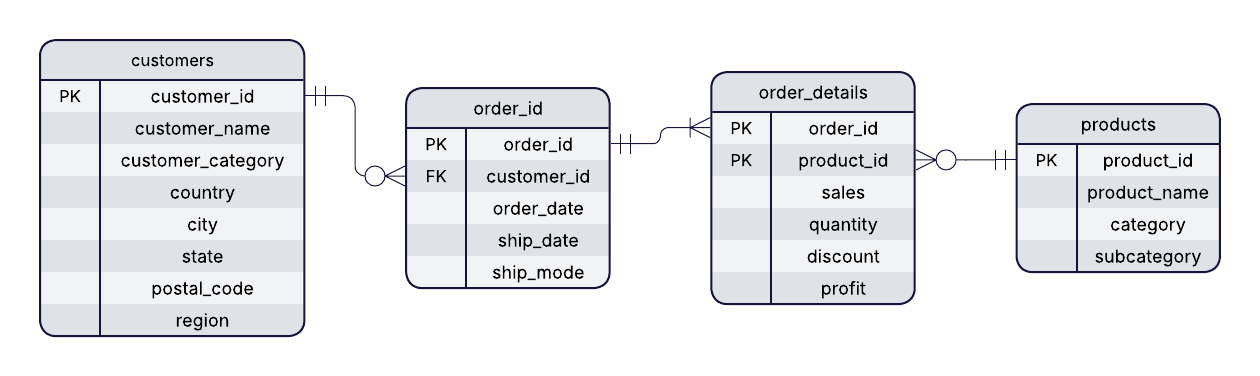 customers
PK customer_id
customer_name
customer_category
country
city
state
postal_code
region
order_id
PK order_id
FK customer_id
order_date
ship_date
ship_mode
order_details
PK order_id
PK product_id
sales
quantity
discount
profit
products
PK product_id
product_name
category
subcategory